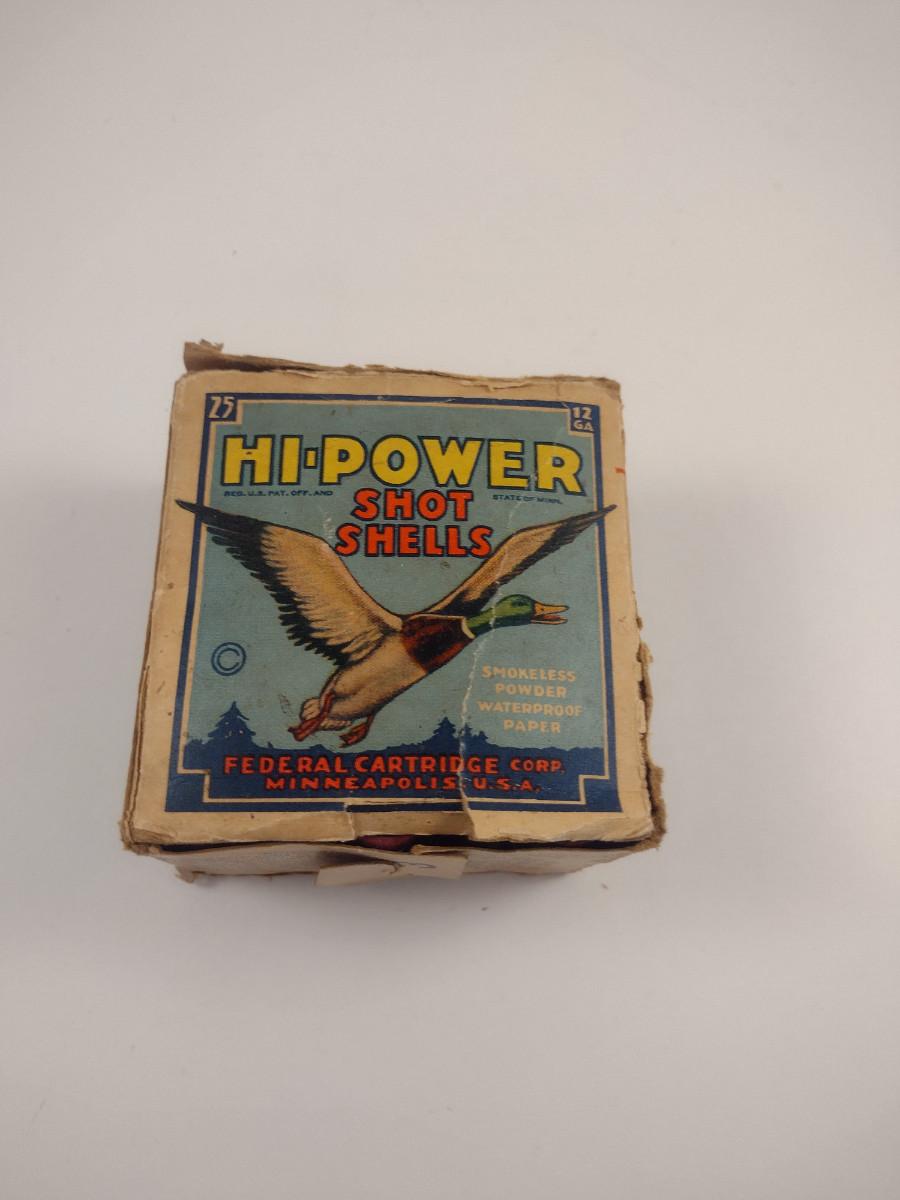 25
12
GA
HI-POWER
REG. U.S. PAT. OFF. AND
STATE OF MINN.
SHOT
SHELLS
©
SMOKELESS
POWDER
WATERPROOF
PAPER
FEDERAL CARTRIDGE CORP.
MINNEAPOLIS, U.S.A.